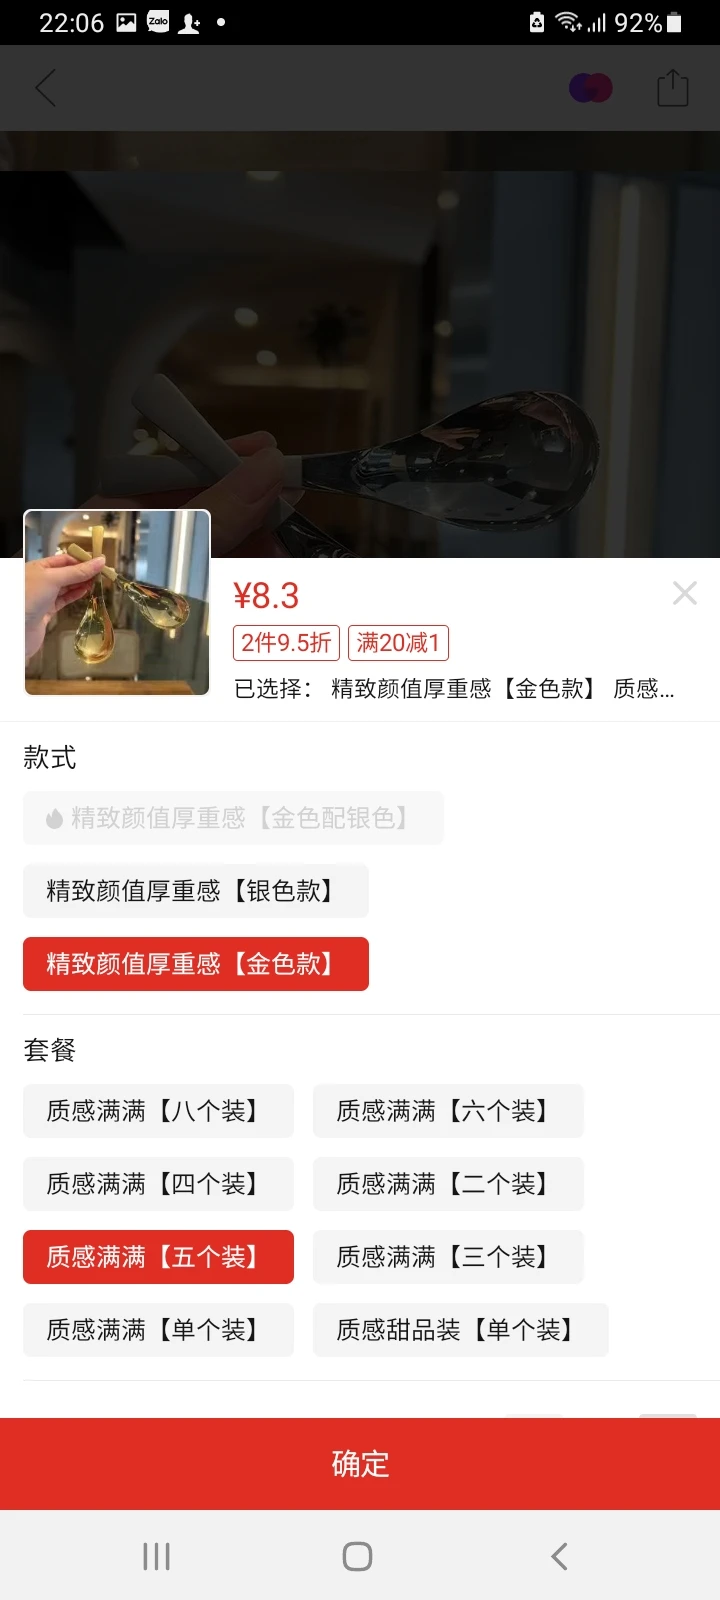 22:06 Zalo 92%
¥8.3
2件9.5折 满20减1
已选择： 精致颜值厚重感【金色款】 质感...
款式
精致颜值厚重感【金色配银色】
精致颜值厚重感【银色款】
精致颜值厚重感【金色款】
套餐
质感满满【八个装】 质感满满【六个装】
质感满满【四个装】 质感满满【二个装】
质感满满【五个装】 质感满满【三个装】
质感满满【单个装】 质感甜品装【单个装】
确定